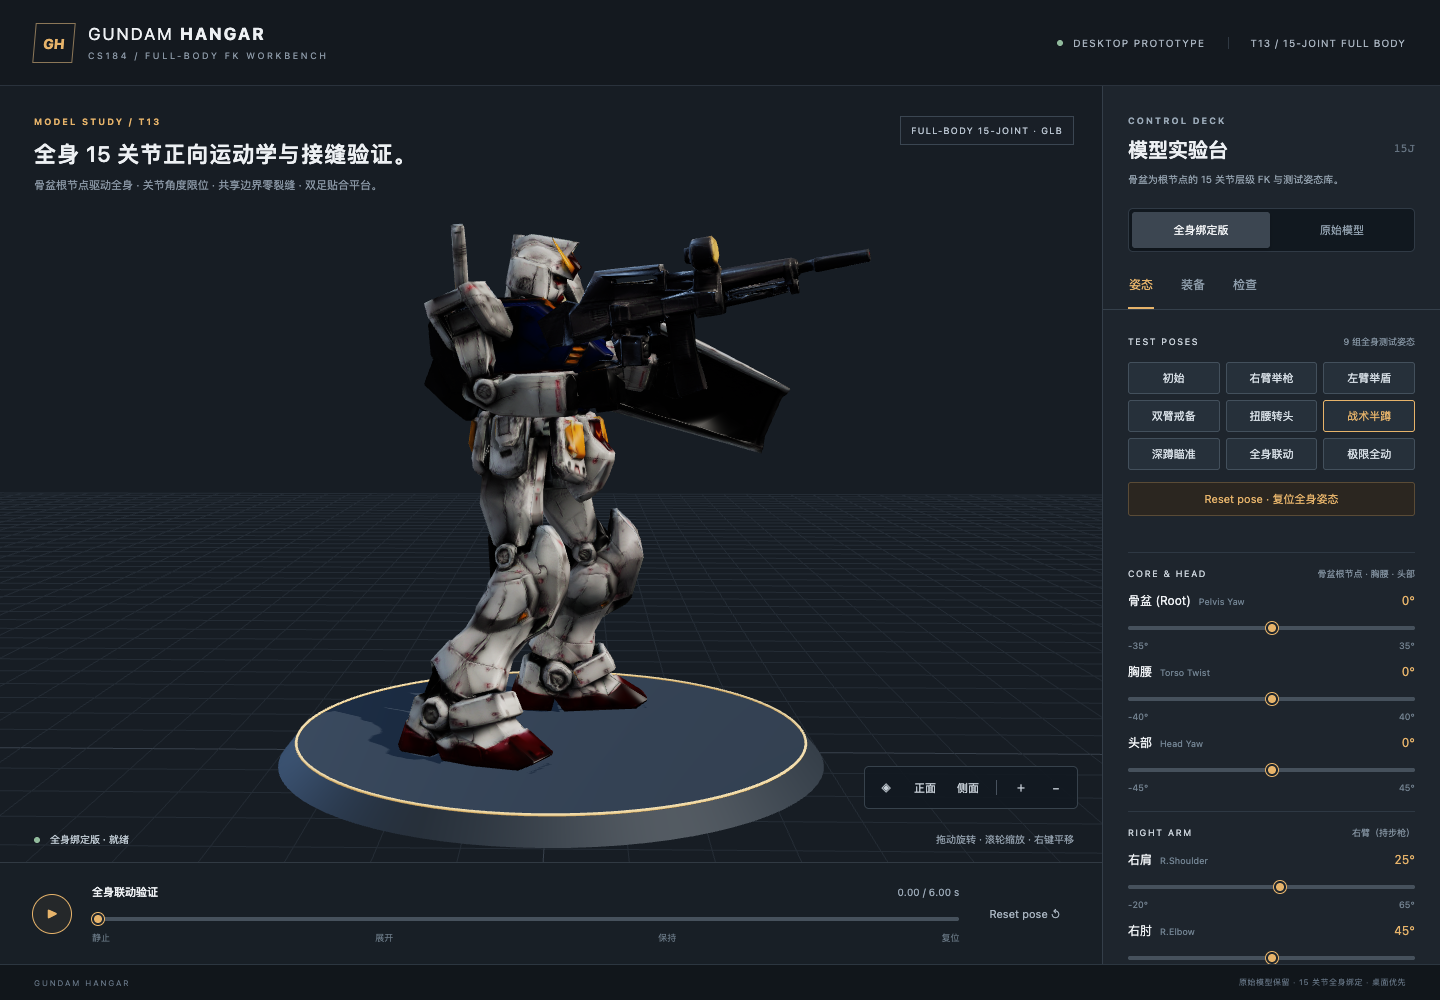 GH
GUNDAM HANGAR
CS184 / FULL-BODY FK WORKBENCH
DESKTOP PROTOTYPE
T13 / 15-JOINT FULL BODY
MODEL STUDY / T13
全身 15 关节正向运动学与接缝验证。
骨盆根节点驱动全身 · 关节角度限位 · 共享边界零裂缝 · 双足贴合平台。
FULL-BODY 15-JOINT · GLB
◈ 正面 侧面 + −
全身绑定版 · 就绪
拖动旋转 · 滚轮缩放 · 右键平移
全身联动验证
0.00 / 6.00 s
静止 展开 保持 复位
Reset pose ↺
CONTROL DECK
模型实验台
15J
骨盆为根节点的 15 关节层级 FK 与测试姿态库。
全身绑定版 原始模型
姿态 装备 检查
TEST POSES
9 组全身测试姿态
初始 右臂举枪 左臂举盾
双臂戒备 扭腰转头 战术半蹲
深蹲瞄准 全身联动 极限全动
Reset pose · 复位全身姿态
CORE & HEAD
骨盆根节点 · 胸腰 · 头部
骨盆 (Root) Pelvis Yaw 0°
-35° 35°
胸腰 Torso Twist 0°
-40° 40°
头部 Head Yaw 0°
-45° 45°
RIGHT ARM
右臂（持步枪）
右肩 R.Shoulder 25°
-20° 65°
右肘 R.Elbow 45°
GUNDAM HANGAR
原始模型保留 · 15 关节全身绑定 · 桌面优先